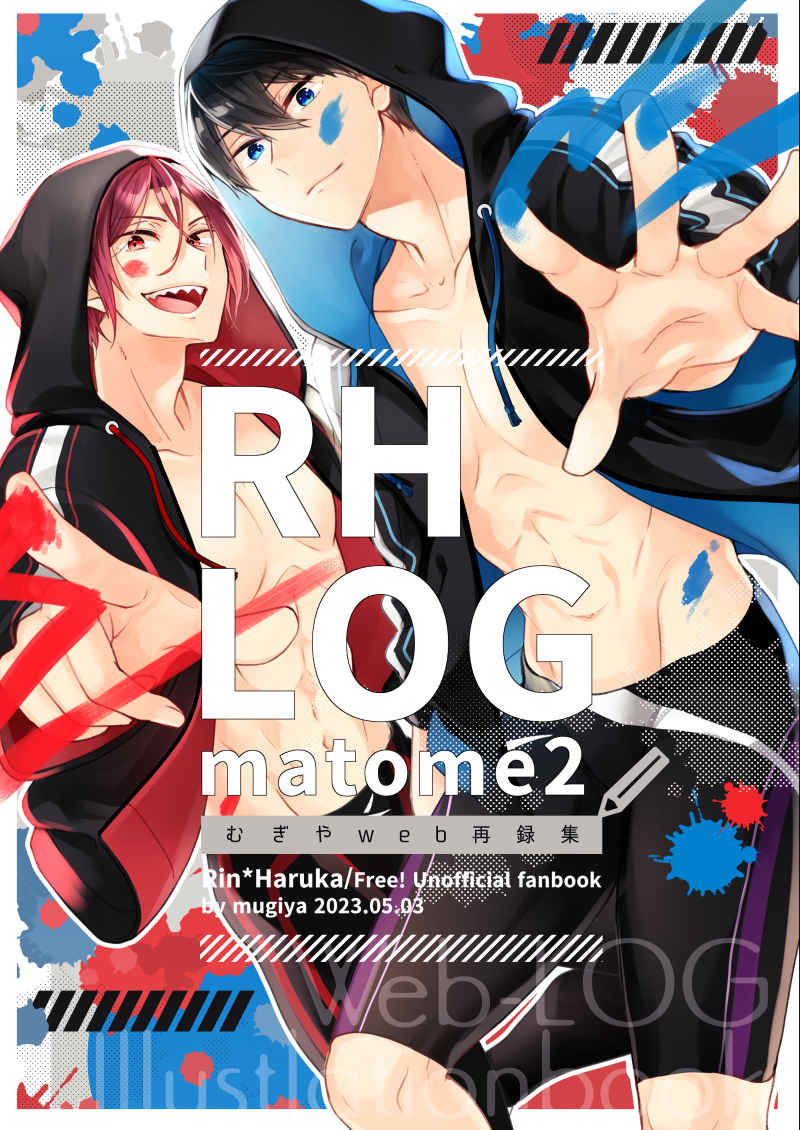 RH
LOG
matome2
むぎやweb再録集
Rin*Haruka/Free! Unofficial fanbook
by mugiya 2023.05.03
Web-LOG
Illustlationbook